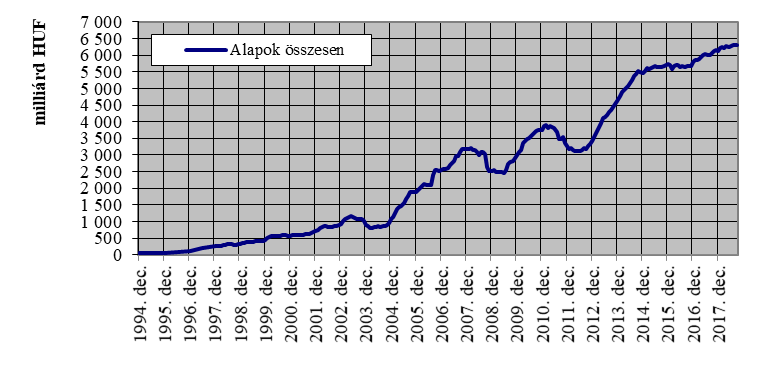 milliárd HUF
7 000
6 500
6 000
5 500
5 000
4 500
4 000
3 500
3 000
2 500
2 000
1 500
1 000
500
0
Alapok összesen
1994. dec.
1995. dec.
1996. dec.
1997. dec.
1998. dec.
1999. dec.
2000. dec.
2001. dec.
2002. dec.
2003. dec.
2004. dec.
2005. dec.
2006. dec.
2007. dec.
2008. dec.
2009. dec.
2010. dec.
2011. dec.
2012. dec.
2013. dec.
2014. dec.
2015. dec.
2016. dec.
2017. dec.